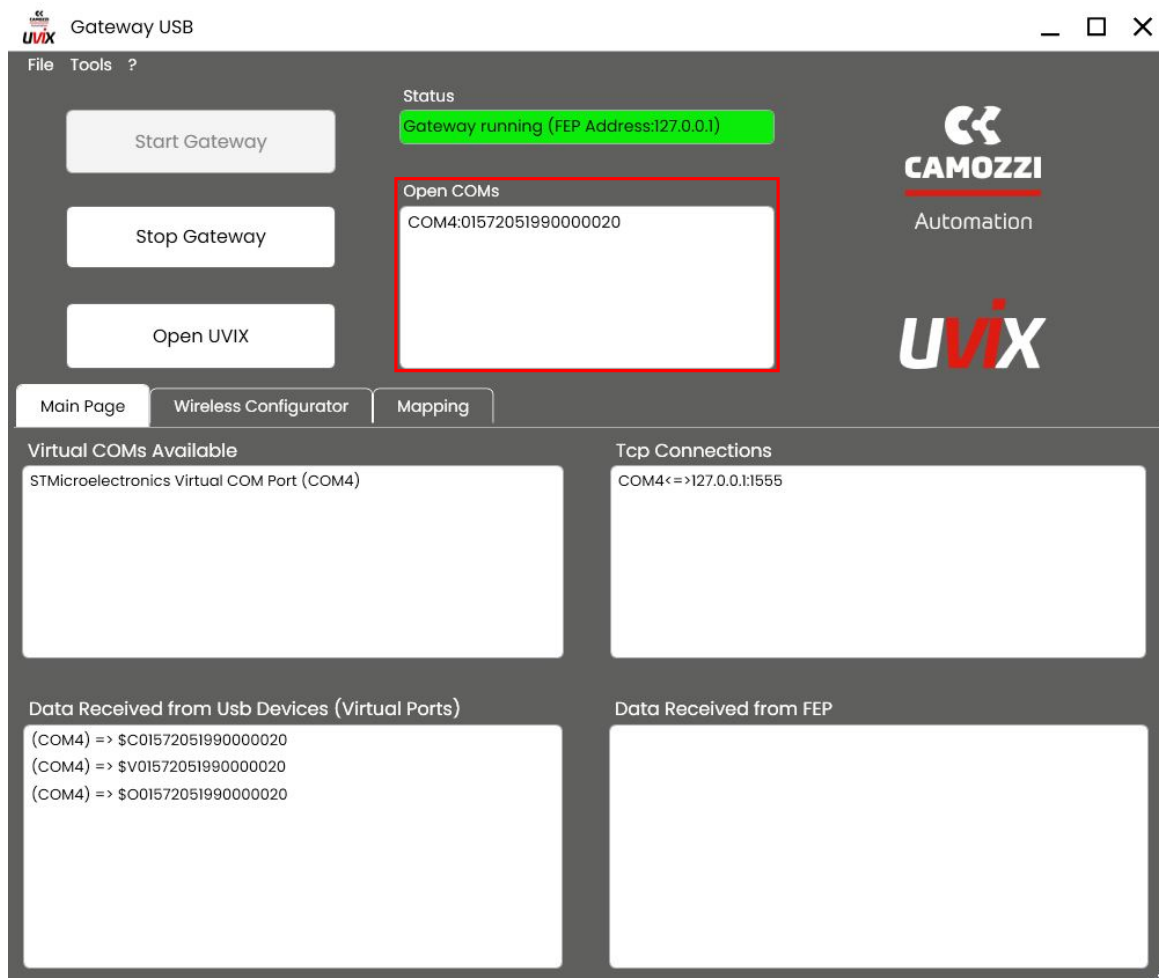 CAMOZZI
UVIX
Gateway USB
File Tools ?
Start Gateway
Stop Gateway
Open UVIX
Status
Gateway running (FEP Address:127.0.0.1)
Open COMs
COM4:01572051990000020
CAMOZZI
Automation
UVIX
Main Page
Wireless Configurator
Mapping
Virtual COMs Available
STMicroelectronics Virtual COM Port (COM4)
Tcp Connections
COM4<=>127.0.0.1:1555
Data Received from Usb Devices (Virtual Ports)
(COM4) => $C01572051990000020
(COM4) => $V01572051990000020
(COM4) => $O01572051990000020
Data Received from FEP